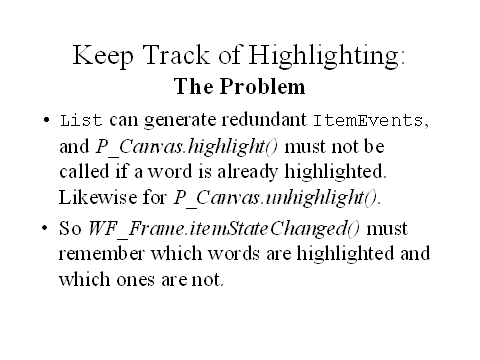 Keep Track of Highlighting:
The Problem
• List can generate redundant ItemEvents,
and P_Canvas.highlight() must not be
called if a word is already highlighted.
Likewise for P_Canvas.unhighlight().
• So WF_Frame.itemStateChanged() must
remember which words are highlighted and
which ones are not.